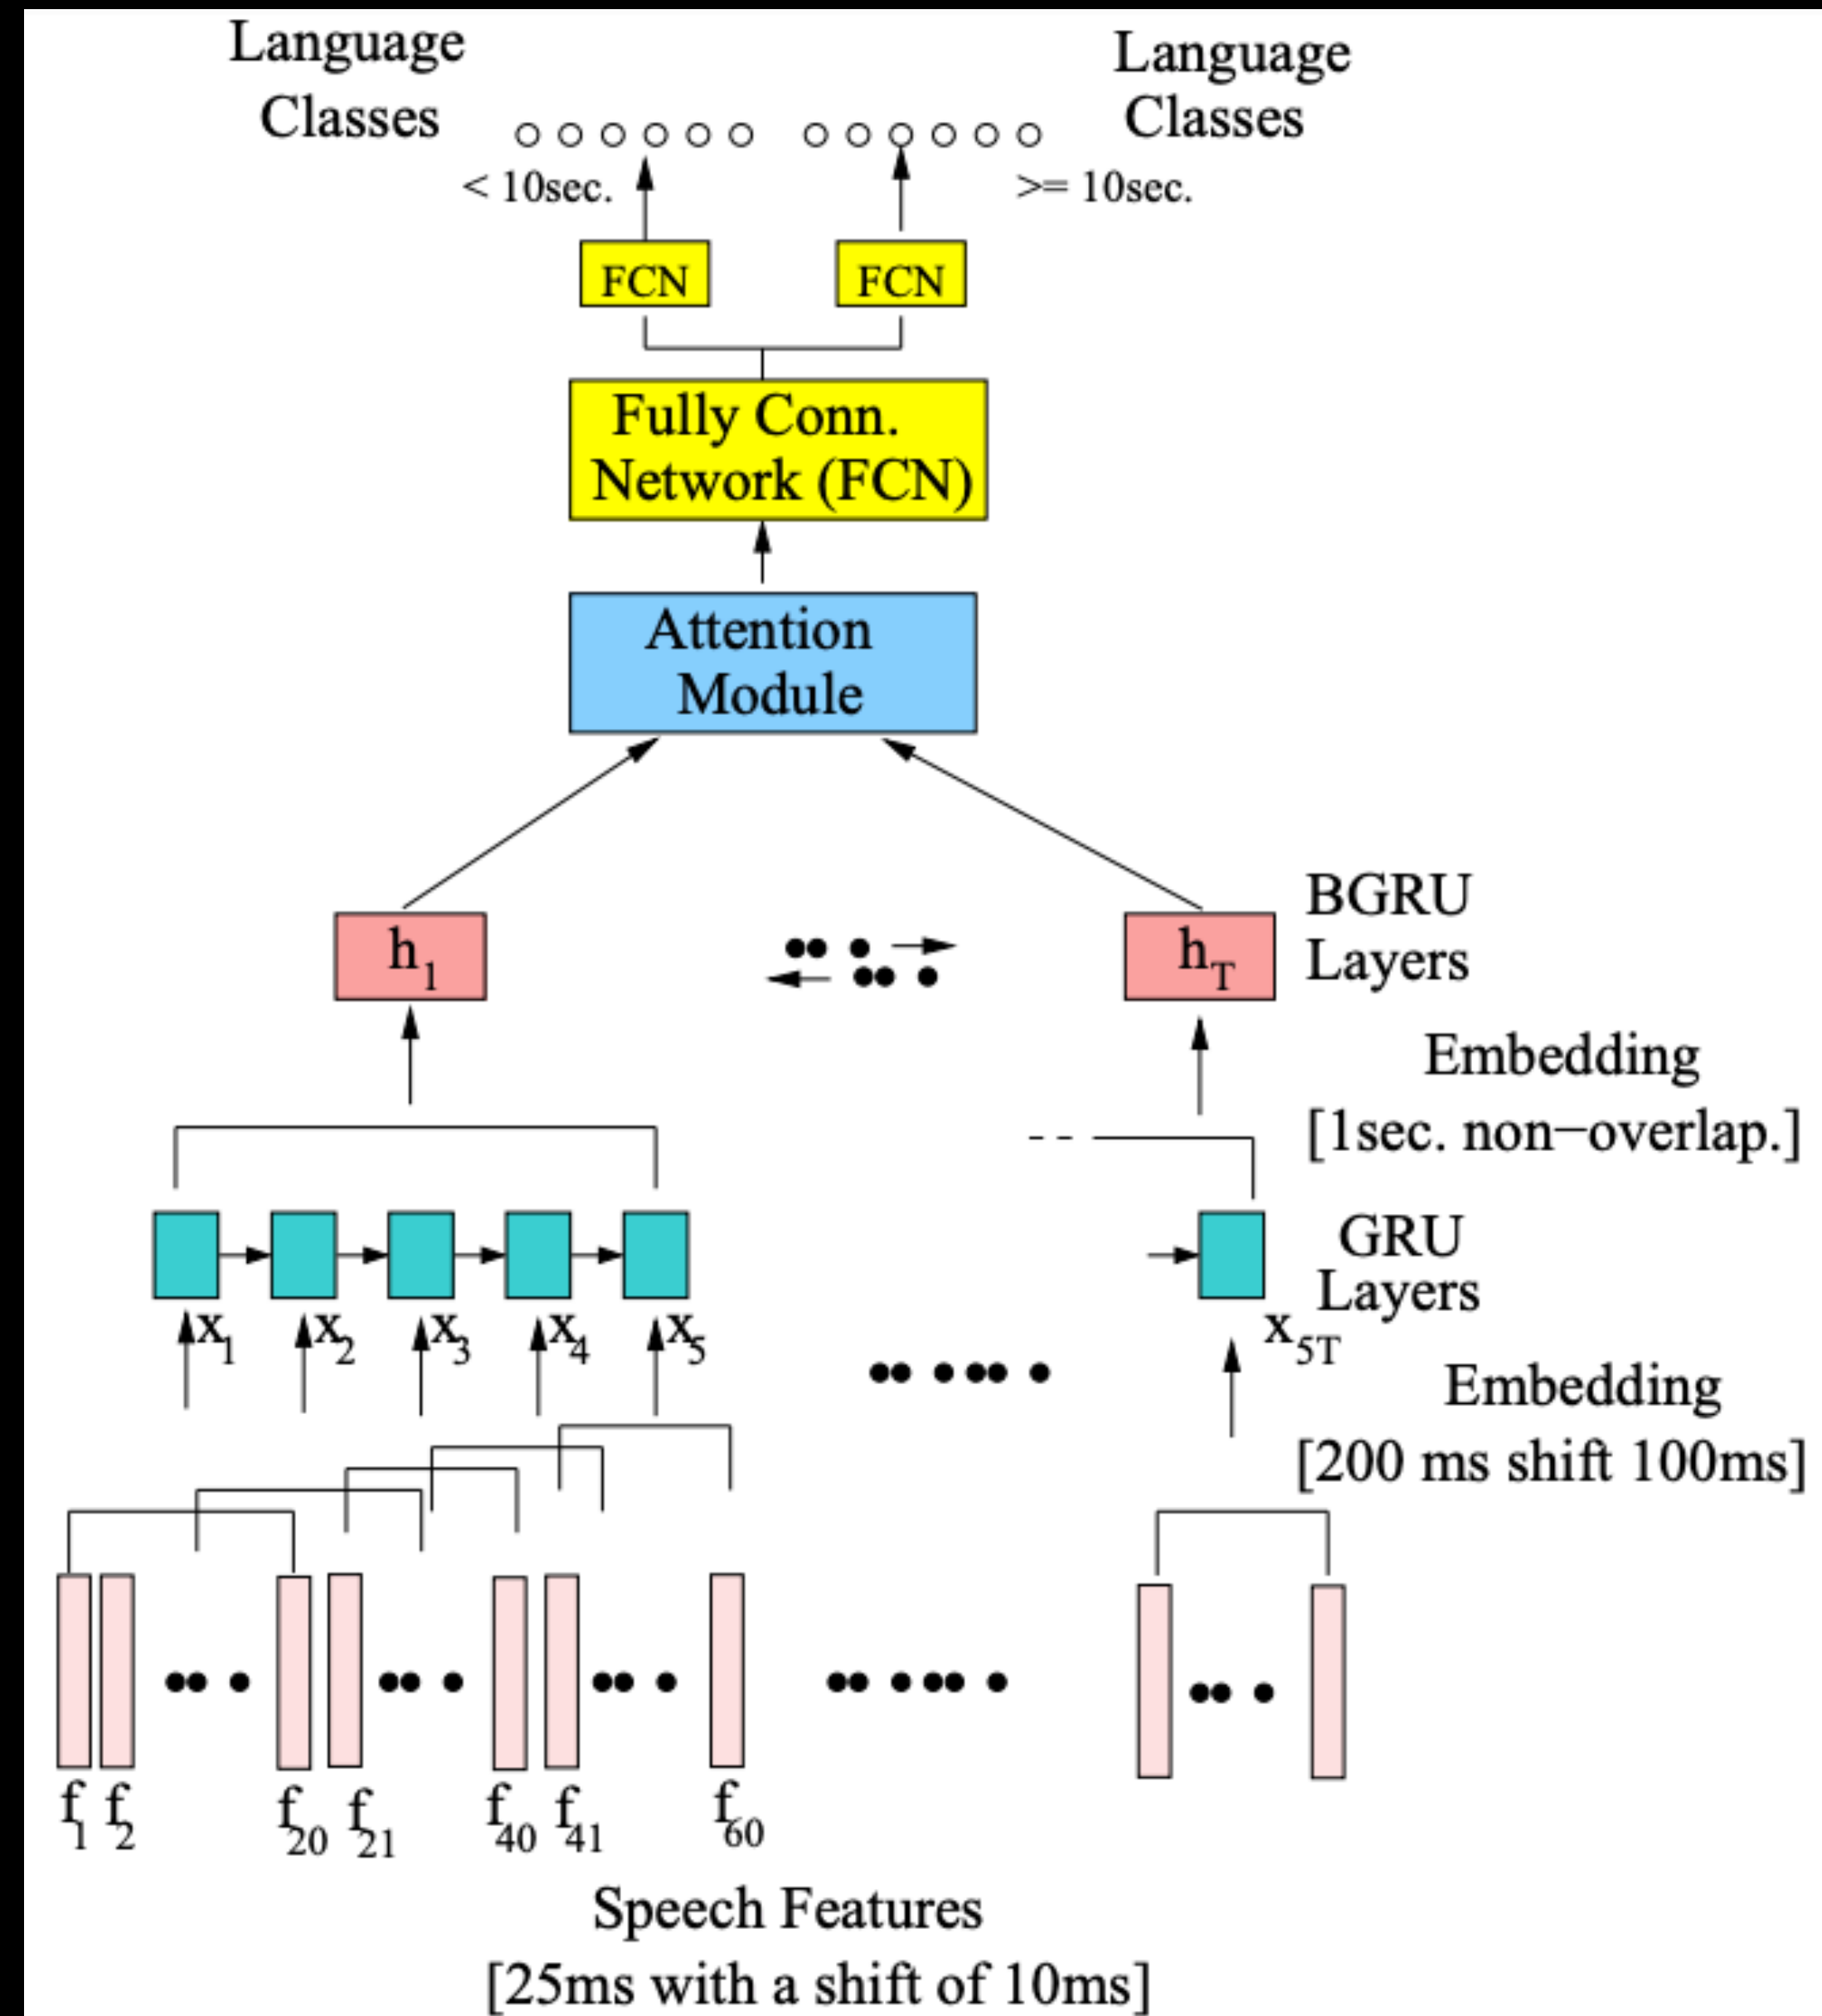 Language
Classes
Language
Classes
< 10sec.
>= 10sec.
FCN
FCN
Fully Conn.
Network (FCN)
Attention
Module
h1
hT
BGRU
Layers
Embedding
[1sec. non−overlap.]
GRU
Layers
x1 x2 x3 x4 x5
x5T
Embedding
[200 ms shift 100ms]
f1 f2 f20 f21 f40 f41 f60
Speech Features
[25ms with a shift of 10ms]